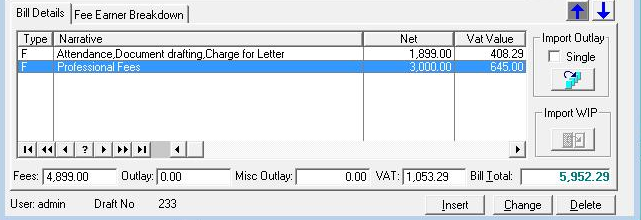 Bill Details Fee Earner Breakdown
Type Narrative Net Vat Value
F Attendance,Document drafting,Charge for Letter 1,899.00 408.29
F Professional Fees 3,000.00 645.00
Import Outlay
Single
Import WIP
?
Fees: 4,899.00 Outlay: 0.00 Misc Outlay: 0.00 VAT: 1,053.29 Bill Total: 5,952.29
User: admin Draft No 233 Insert Change Delete